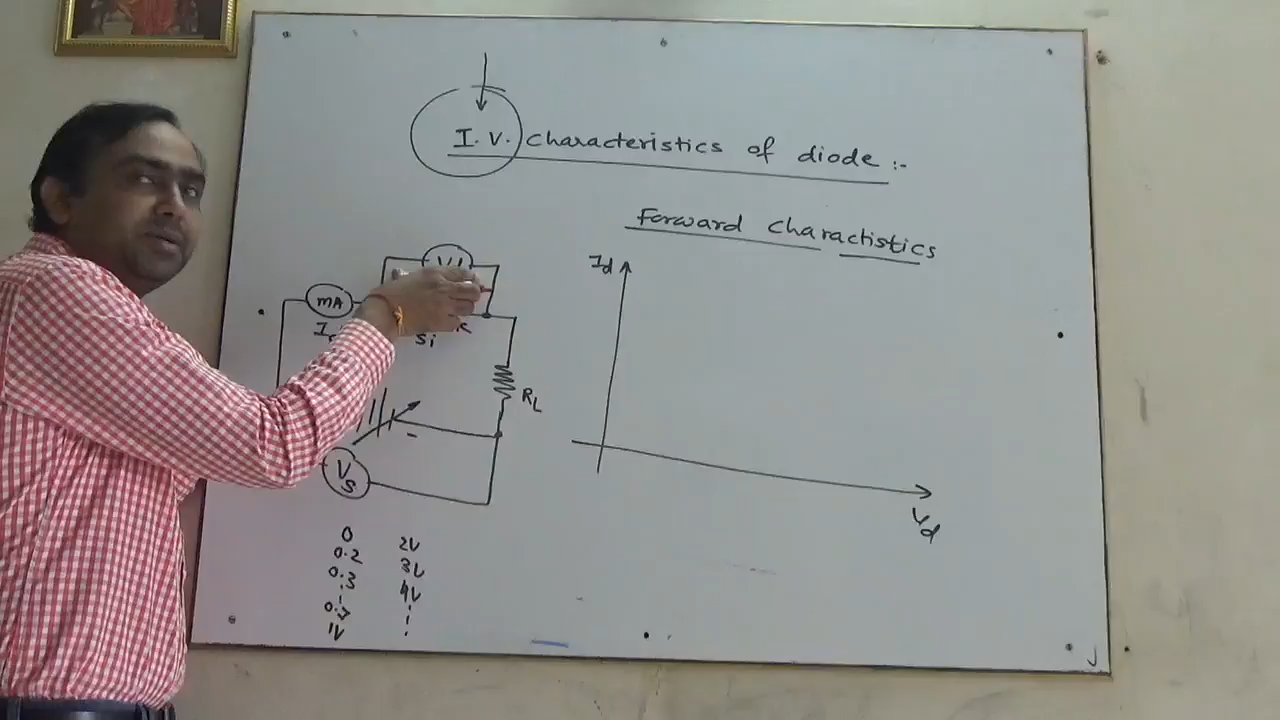 I.V. Characteristics of diode :-
Forward Charactistics
Id
mA
Si
RL
-
Vs
0 2V
0.2 3V
0.3 4V
0.7
1V
Vd